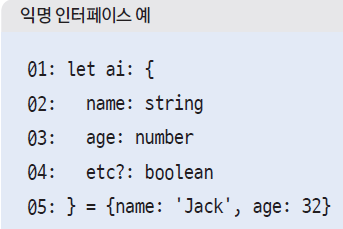 익명 인터페이스 예
01: let ai: {
02:   name: string
03:   age: number
04:   etc?: boolean
05: } = {name: 'Jack', age: 32}